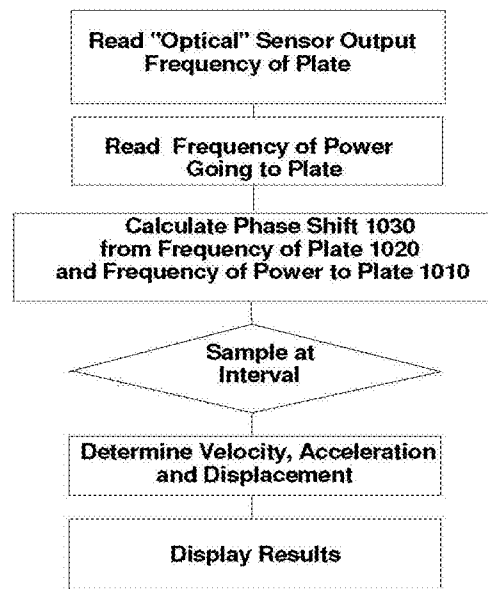 Read "Optical" Sensor Output
Frequency of Plate
Read Frequency of Power
Going to Plate
Calculate Phase Shift 1030
from Frequency of Plate 1020
and Frequency of Power to Plate 1010
Sample at
Interval
Determine Velocity, Acceleration
and Displacement
Display Results